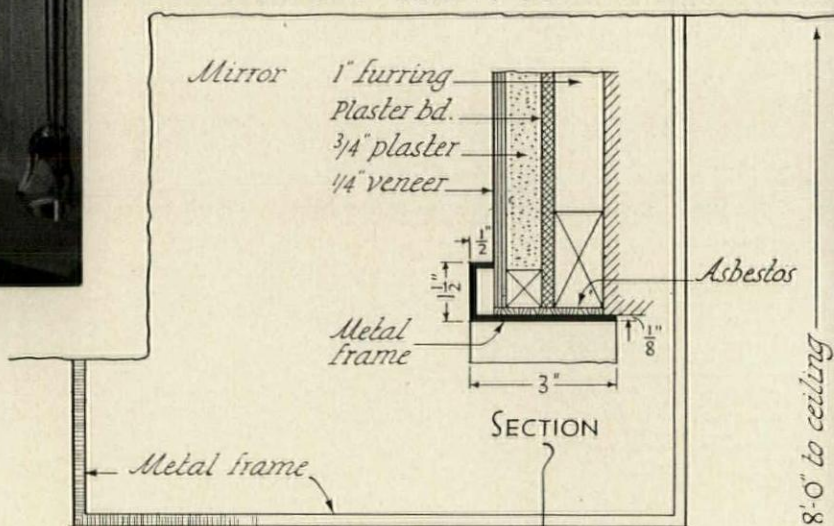 Mirror
1" furring
Plaster bd.
3/4" plaster
1/4" veneer
1/2"
1 1/2"
Asbestos
Metal
frame
1/8"
3"
SECTION
Metal frame
8'-0" to ceiling